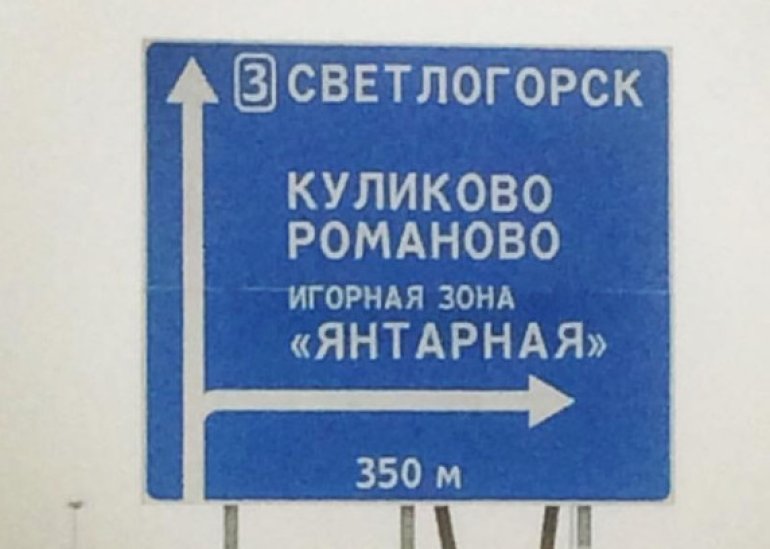 3 СВЕТЛОГОРСК
КУЛИКОВО
РОМАНОВО
ИГОРНАЯ ЗОНА
«ЯНТАРНАЯ»
350 м